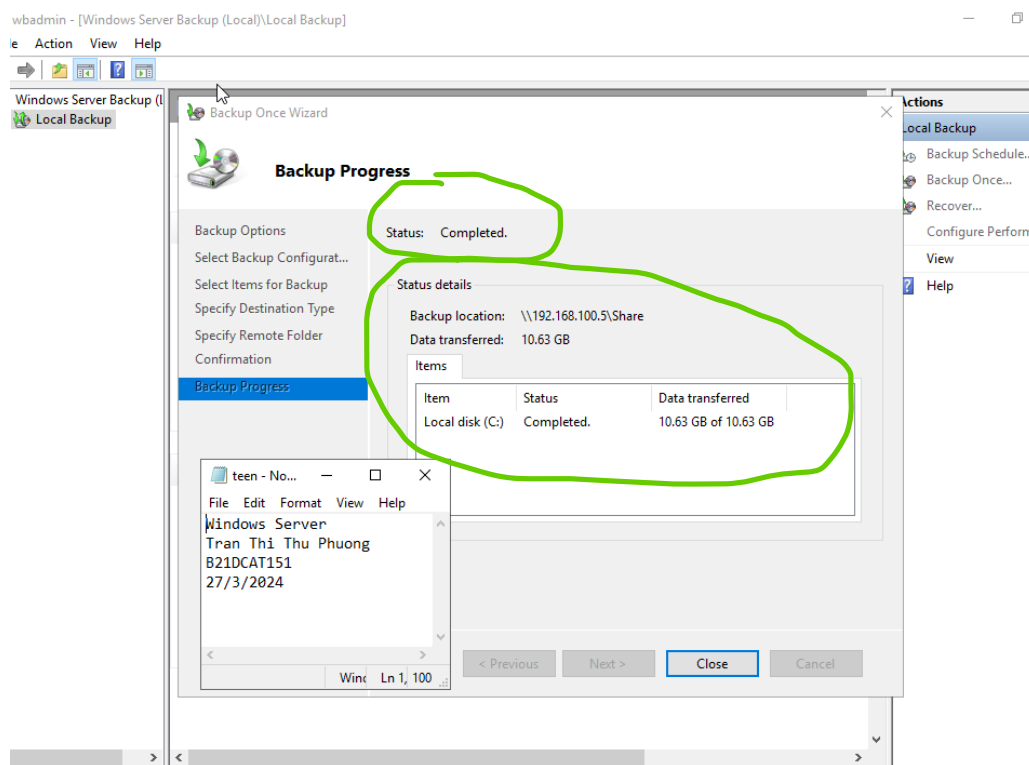 wbadmin - [Windows Server Backup (Local)\Local Backup]
Action View Help
Windows Server Backup (L
Local Backup
Backup Once Wizard
Backup Progress
Backup Options
Select Backup Configurat...
Select Items for Backup
Specify Destination Type
Specify Remote Folder
Confirmation
Backup Progress
Status: Completed.
Status details
Backup location: \\192.168.100.5\Share
Data transferred: 10.63 GB
Items
Item Status Data transferred
Local disk (C:) Completed. 10.63 GB of 10.63 GB
teen - No...
File Edit Format View Help
Windows Server
Tran Thi Thu Phuong
B21DCAT151
27/3/2024
Wind Ln 1, 100
< Previous Next > Close Cancel
Actions
Local Backup
Backup Schedule...
Backup Once...
Recover...
Configure Perform
View
Help